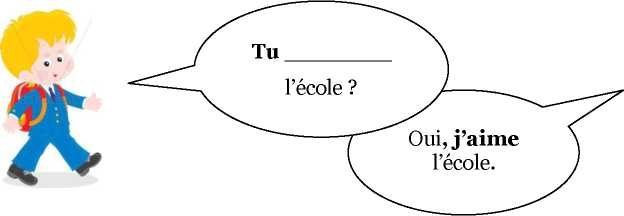 Tu __________
l'école ?
Oui, j'aime
l'école.